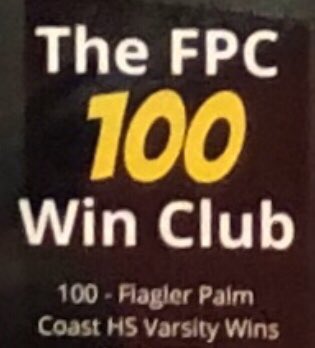 The FPC
100
Win Club
100 - Flagler Palm
Coast HS Varsity Wins